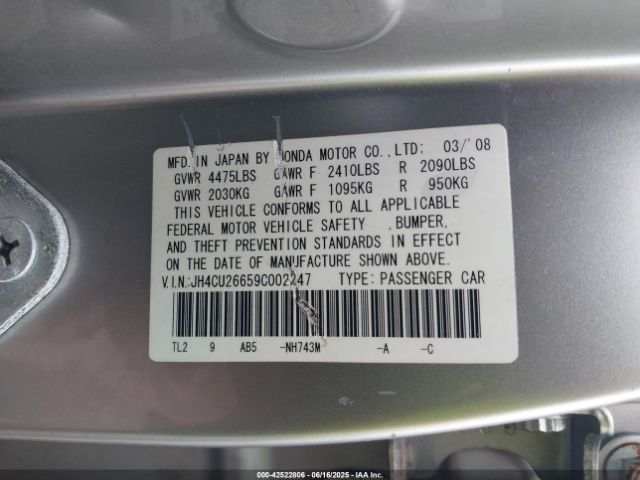 MFD. IN JAPAN BY HONDA MOTOR CO.,LTD: 03/'08
GVWR 4475LBS GAWR F 2410LBS R 2090LBS
GVWR 2030KG GAWR F 1095KG R 950KG
THIS VEHICLE CONFORMS TO ALL APPLICABLE
FEDERAL MOTOR VEHICLE SAFETY ,BUMPER,
AND THEFT PREVENTION STANDARDS IN EFFECT
ON THE DATE OF MANUFACTURE SHOWN ABOVE.
V.I.N.:JH4CU26659C002247 TYPE: PASSENGER CAR
TL2 9 AB5 -NH743M -A -C
000-42522806 - 06/16/2025 - IAA Inc.